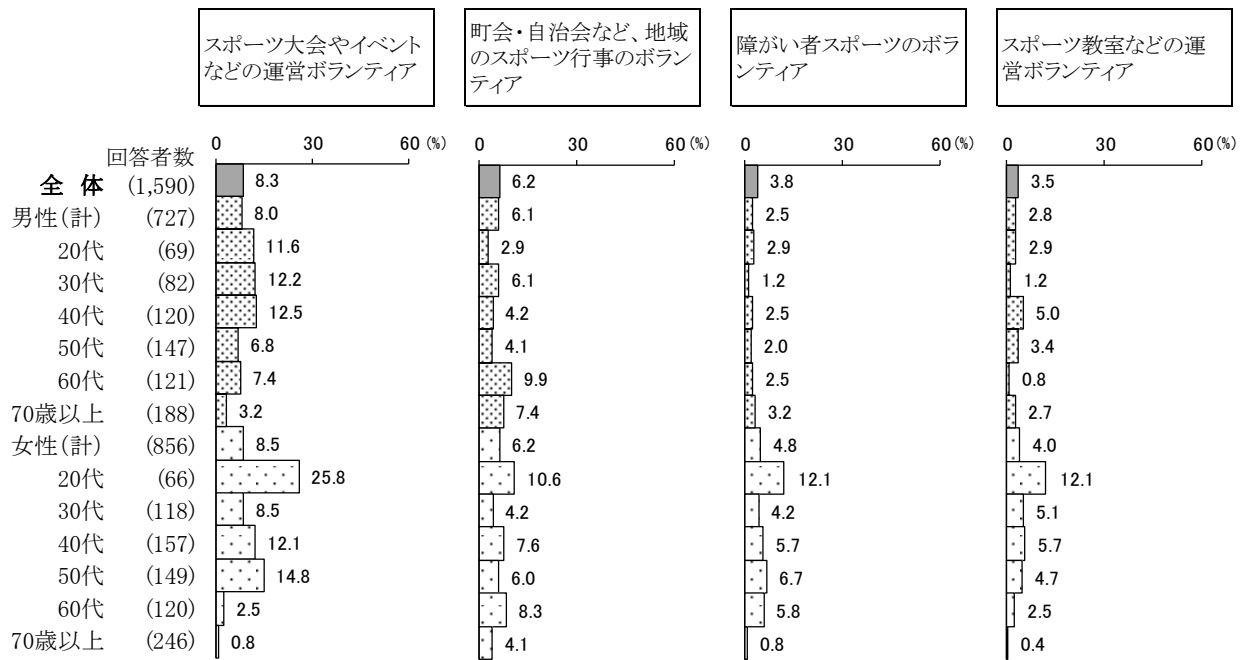 スポーツ大会やイベント
などの運営ボランティア
町会・自治会など、地域
のスポーツ行事のボラン
ティア
障がい者スポーツのボラ
ンティア
スポーツ教室などの運
営ボランティア
0 30 60 (%) 0 30 60 (%) 0 30 60 (%) 0 30 60 (%)
回答者数
全 体 (1,590) 8.3 6.2 3.8 3.5
男性(計) (727) 8.0 6.1 2.5 2.8
20代 (69) 11.6 2.9 2.9 2.9
30代 (82) 12.2 6.1 1.2 1.2
40代 (120) 12.5 4.2 2.5 5.0
50代 (147) 6.8 4.1 2.0 3.4
60代 (121) 7.4 9.9 2.5 0.8
70歳以上 (188) 3.2 7.4 3.2 2.7
女性(計) (856) 8.5 6.2 4.8 4.0
20代 (66) 25.8 10.6 12.1 12.1
30代 (118) 8.5 4.2 4.2 5.1
40代 (157) 12.1 7.6 5.7 5.7
50代 (149) 14.8 6.0 6.7 4.7
60代 (120) 2.5 8.3 5.8 2.5
70歳以上 (246) 0.8 4.1 0.8 0.4